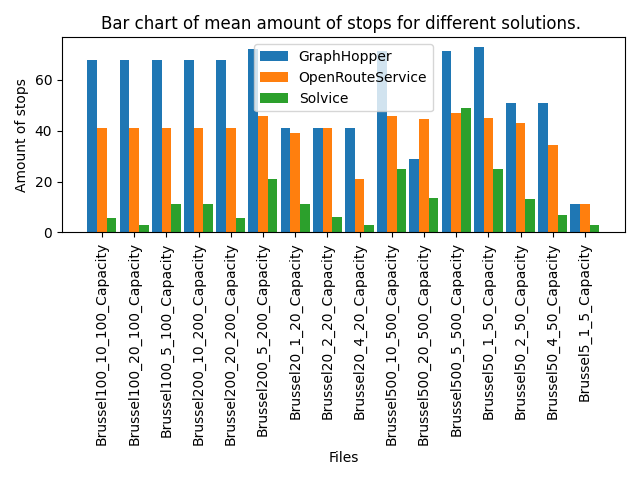 Bar chart of mean amount of stops for different solutions.
GraphHopper
OpenRouteService
Solvice
Amount of stops
60
40
20
0
Brussel100_10_100_Capacity
Brussel100_20_100_Capacity
Brussel100_5_100_Capacity
Brussel200_10_200_Capacity
Brussel200_20_200_Capacity
Brussel200_5_200_Capacity
Brussel20_1_20_Capacity
Brussel20_2_20_Capacity
Brussel20_4_20_Capacity
Brussel500_10_500_Capacity
Brussel500_20_500_Capacity
Brussel500_5_500_Capacity
Brussel50_1_50_Capacity
Brussel50_2_50_Capacity
Brussel50_4_50_Capacity
Brussel5_1_5_Capacity
Files